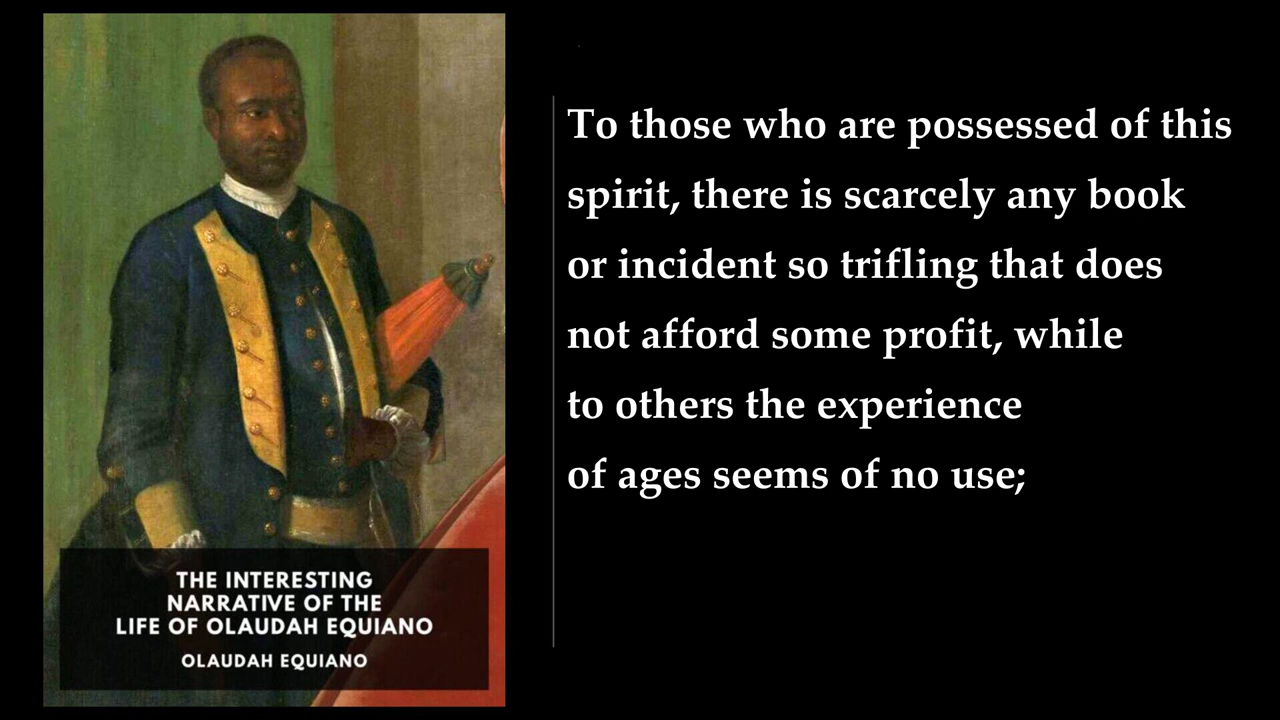 To those who are possessed of this
spirit, there is scarcely any book
or incident so trifling that does
not afford some profit, while
to others the experience
of ages seems of no use;
THE INTERESTING
NARRATIVE OF THE
LIFE OF OLAUDAH EQUIANO
OLAUDAH EQUIANO